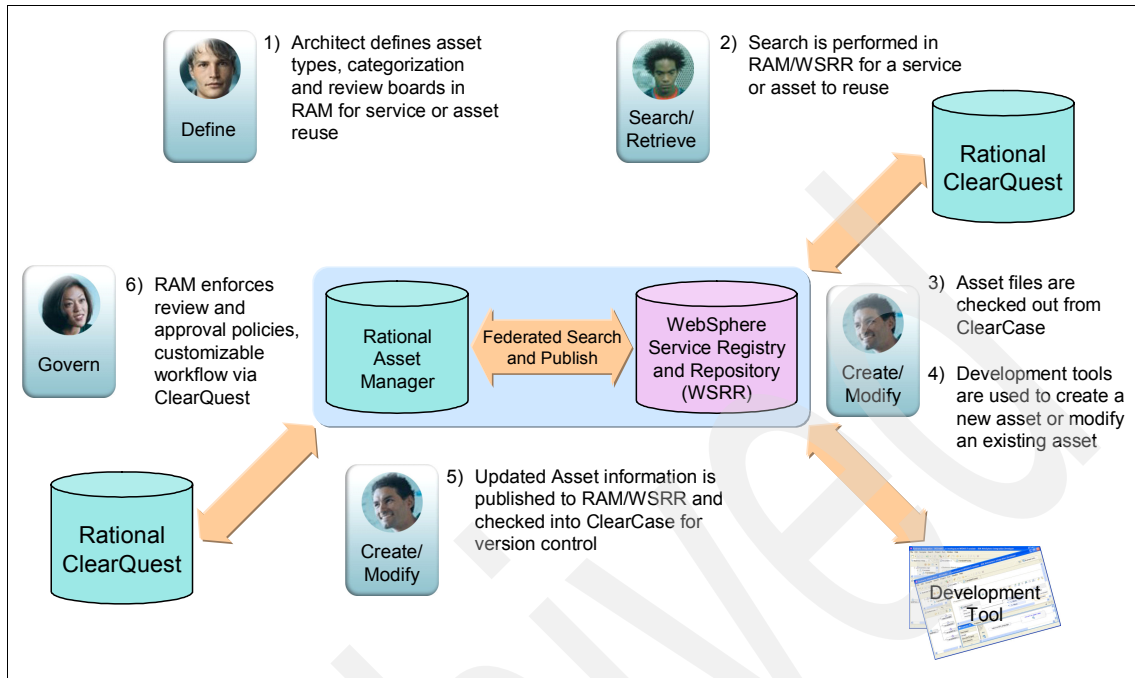 1) Architect defines asset
types, categorization
and review boards in
RAM for service or asset
reuse
Define
2) Search is performed in
RAM/WSRR for a service
or asset to reuse
Search/
Retrieve
Rational
ClearQuest
6) RAM enforces
review and
approval policies,
customizable
workflow via
ClearQuest
Govern
Rational
Asset
Manager
Federated Search
and Publish
WebSphere
Service Registry
and Repository
(WSRR)
3) Asset files are
checked out from
ClearCase
Create/
Modify
4) Development tools
are used to create a
new asset or modify
an existing asset
5) Updated Asset information is
published to RAM/WSRR and
checked into ClearCase for
version control
Create/
Modify
Rational
ClearQuest
Development
Tool